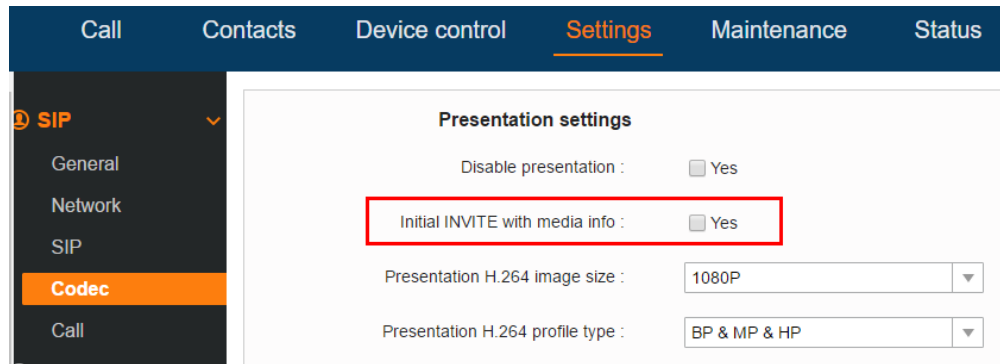 Call Contacts Device control Settings Maintenance Status
SIP
General
Network
SIP
Codec
Call
Presentation settings
Disable presentation : Yes
Initial INVITE with media info : Yes
Presentation H.264 image size : 1080P
Presentation H.264 profile type : BP & MP & HP